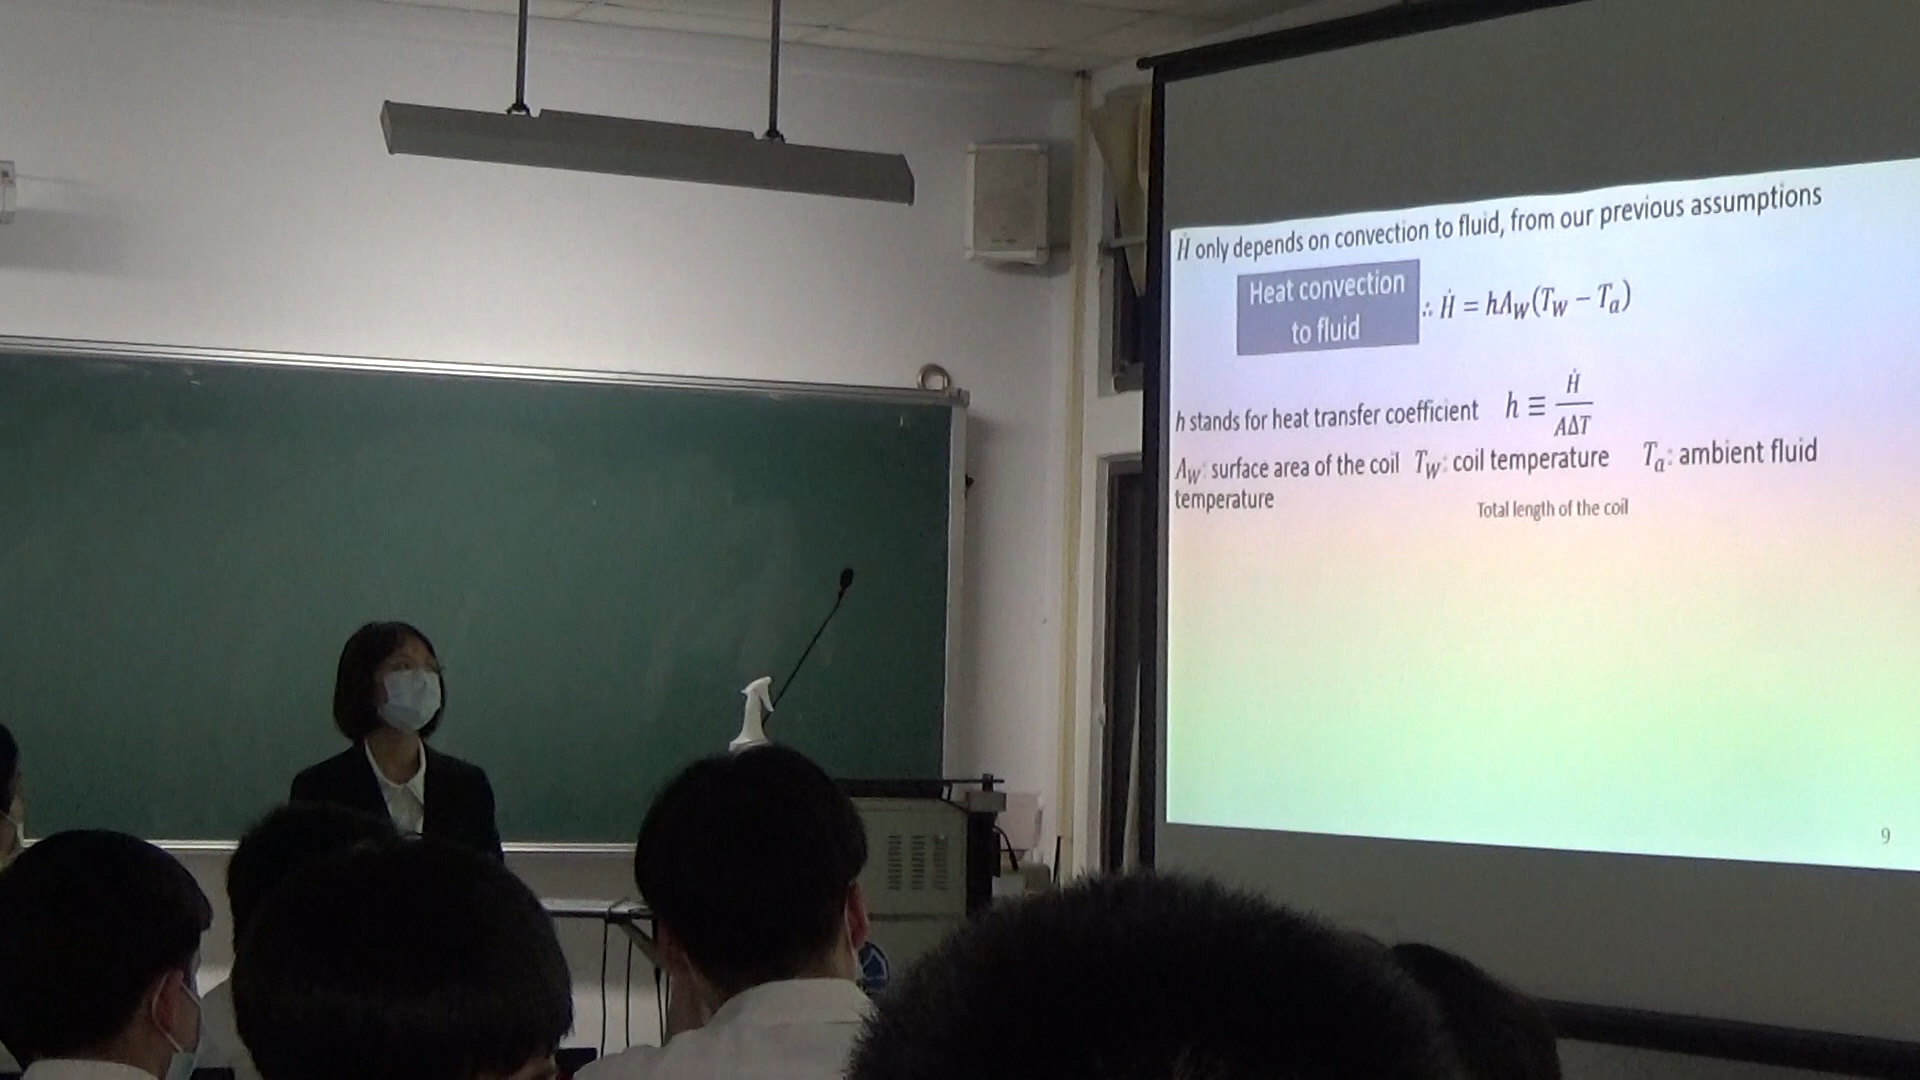 Ḣ only depends on convection to fluid, from our previous assumptions
Heat convection
to fluid
∴ Ḣ = hA_W(T_W − T_a)
h stands for heat transfer coefficient h ≡ Ḣ / AΔT
A_W: surface area of the coil T_W: coil temperature T_a: ambient fluid
temperature
Total length of the coil
9